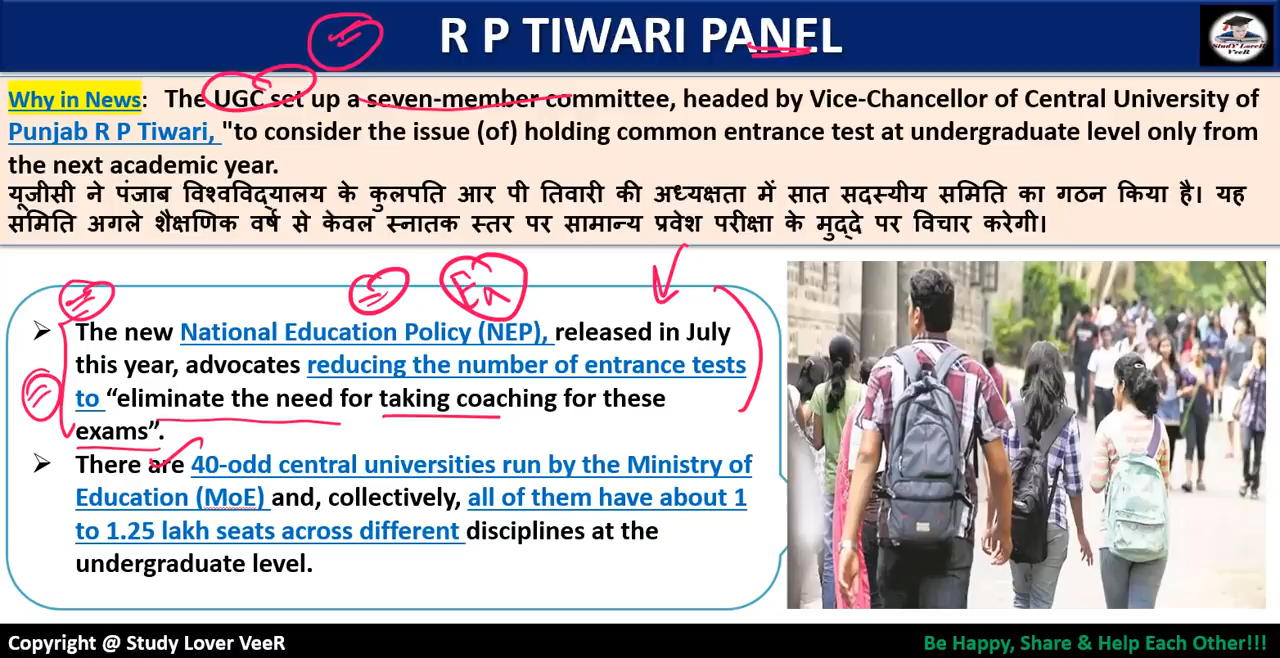 R P TIWARI PANEL
StudY LoveR
VeeR
Why in News: The UGC set up a seven-member committee, headed by Vice-Chancellor of Central University of
Punjab R P Tiwari, "to consider the issue (of) holding common entrance test at undergraduate level only from
the next academic year.
यूजीसी ने पंजाब विश्वविद्यालय के कुलपति आर पी तिवारी की अध्यक्षता में सात सदस्यीय समिति का गठन किया है। यह
समिति अगले शैक्षणिक वर्ष से केवल स्नातक स्तर पर सामान्य प्रवेश परीक्षा के मुद्दे पर विचार करेगी।
➢ The new National Education Policy (NEP), released in July
this year, advocates reducing the number of entrance tests
to “eliminate the need for taking coaching for these
exams”.
➢ There are 40-odd central universities run by the Ministry of
Education (MoE) and, collectively, all of them have about 1
to 1.25 lakh seats across different disciplines at the
undergraduate level.
Copyright @ Study Lover VeeR
Be Happy, Share & Help Each Other!!!